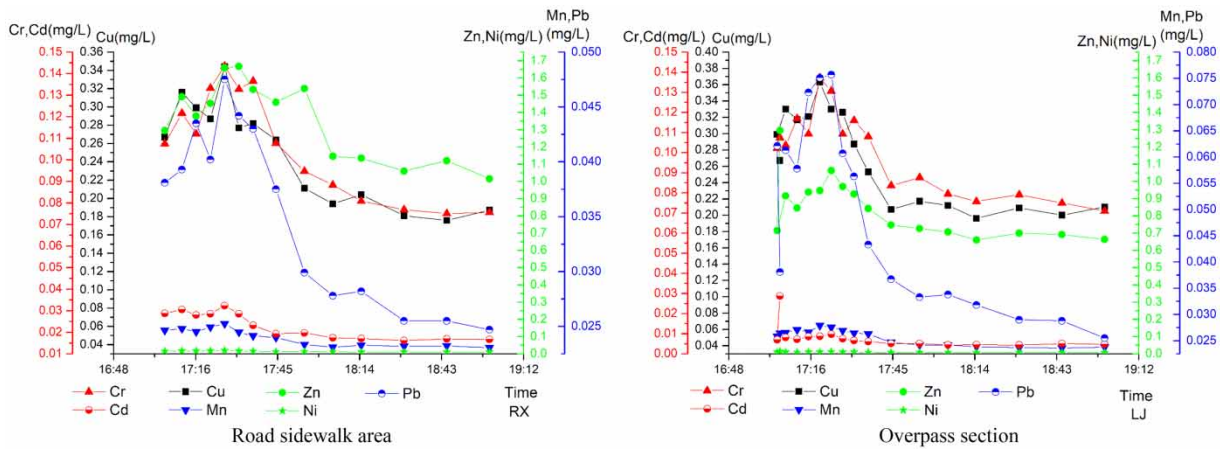 Cr,Cd(mg/L) Cu(mg/L) Zn,Ni(mg/L) Mn,Pb (mg/L)
0.15 0.14 0.13 0.12 0.11 0.10 0.09 0.08 0.07 0.06 0.05 0.04 0.03 0.02 0.01
0.36 0.34 0.32 0.30 0.28 0.26 0.24 0.22 0.20 0.18 0.16 0.14 0.12 0.10 0.08 0.06 0.04
1.7 1.6 1.5 1.4 1.3 1.2 1.1 1.0 0.9 0.8 0.7 0.6 0.5 0.4 0.3 0.2 0.1 0.0
0.050 0.045 0.040 0.035 0.030 0.025
16:48 17:16 17:45 18:14 18:43 19:12
Cr Cu Zn Pb Time
Cd Mn Ni RX
Road sidewalk area
Cr,Cd(mg/L) Cu(mg/L) Zn,Ni(mg/L) Mn,Pb (mg/L)
0.15 0.14 0.13 0.12 0.11 0.10 0.09 0.08 0.07 0.06 0.05 0.04 0.03 0.02 0.01 0.00
0.40 0.38 0.36 0.34 0.32 0.30 0.28 0.26 0.24 0.22 0.20 0.18 0.16 0.14 0.12 0.10 0.08 0.06 0.04
1.7 1.6 1.5 1.4 1.3 1.2 1.1 1.0 0.9 0.8 0.7 0.6 0.5 0.4 0.3 0.2 0.1 0.0
0.080 0.075 0.070 0.065 0.060 0.055 0.050 0.045 0.040 0.035 0.030 0.025
16:48 17:16 17:45 18:14 18:43 19:12
Cr Cu Zn Pb Time
Cd Mn Ni LJ
Overpass section